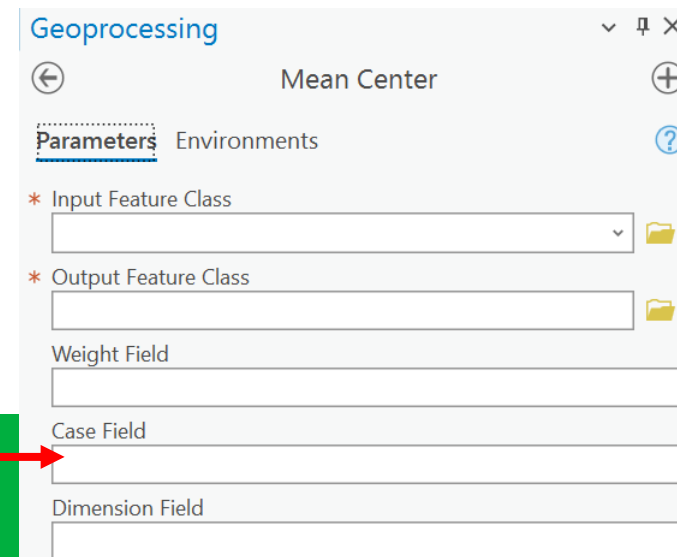 Geoprocessing
Mean Center
Parameters Environments
* Input Feature Class
* Output Feature Class
Weight Field
Case Field
Dimension Field